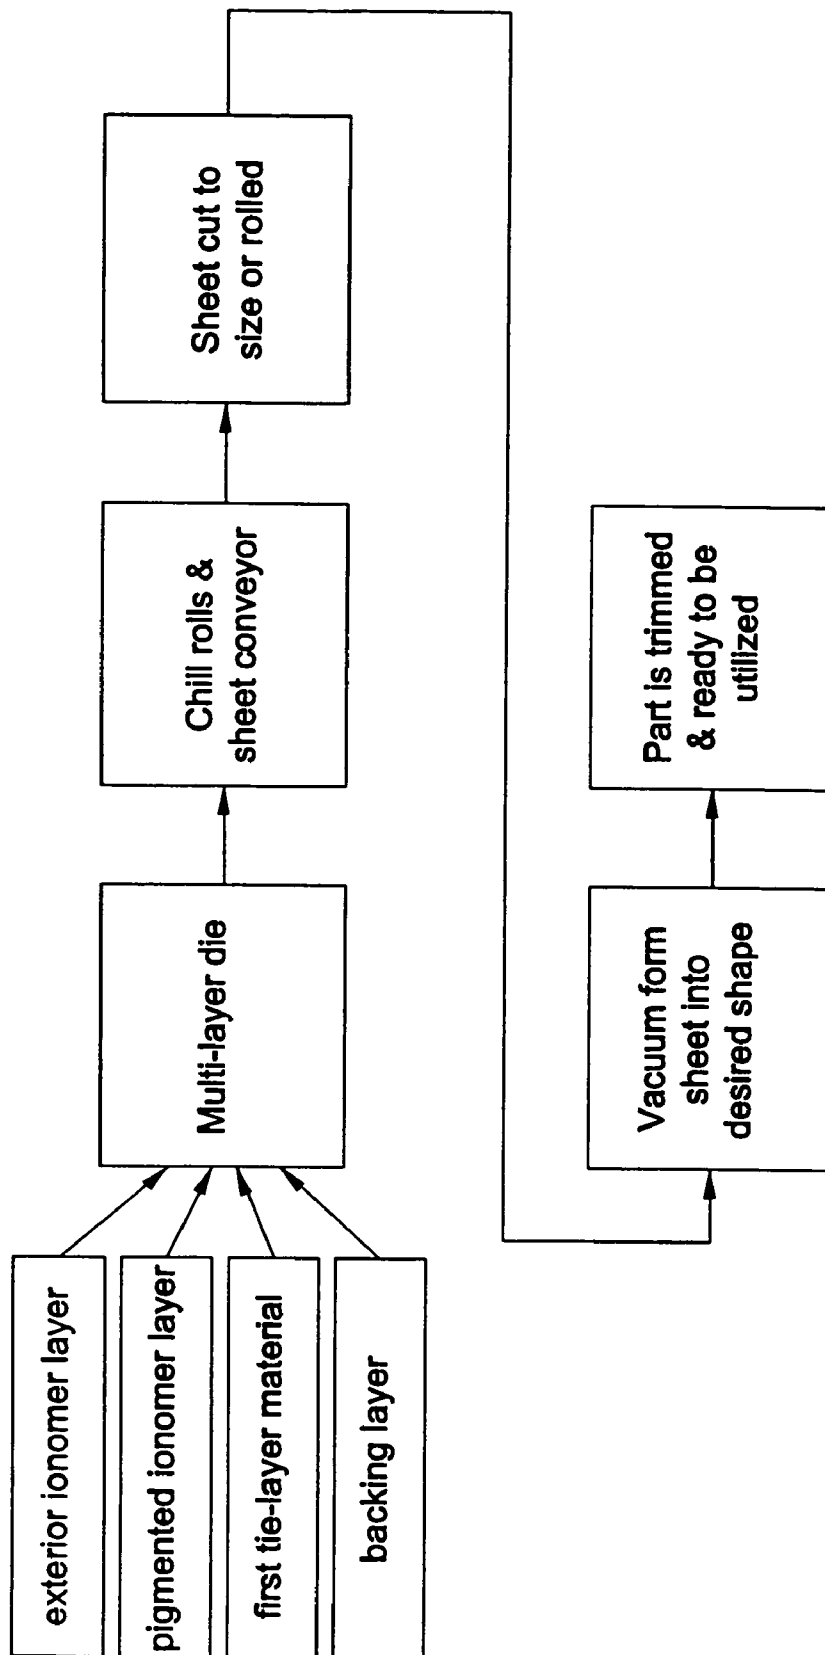 exterior ionomer layer
pigmented ionomer layer
first tie-layer material
backing layer
Multi-layer die
Chill rolls &
sheet conveyor
Sheet cut to
size or rolled
Vacuum form
sheet into
desired shape
Part is trimmed
& ready to be
utilized